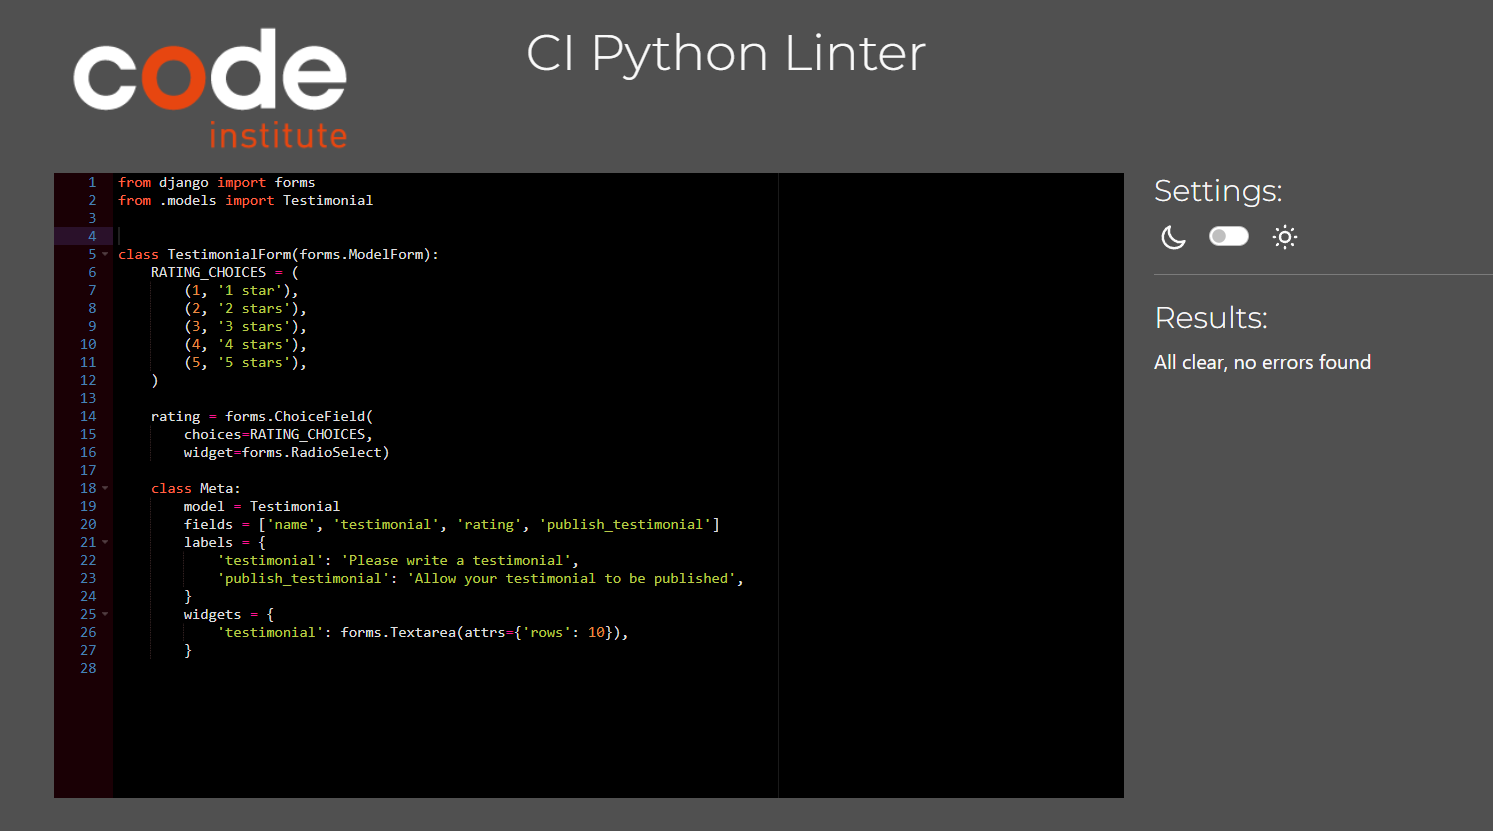 code
institute
CI Python Linter
1 from django import forms
2 from .models import Testimonial
3
4
5 class TestimonialForm(forms.ModelForm):
6     RATING_CHOICES = (
7         (1, '1 star'),
8         (2, '2 stars'),
9         (3, '3 stars'),
10         (4, '4 stars'),
11         (5, '5 stars'),
12     )
13
14     rating = forms.ChoiceField(
15         choices=RATING_CHOICES,
16         widget=forms.RadioSelect)
17
18     class Meta:
19         model = Testimonial
20         fields = ['name', 'testimonial', 'rating', 'publish_testimonial']
21         labels = {
22             'testimonial': 'Please write a testimonial',
23             'publish_testimonial': 'Allow your testimonial to be published',
24         }
25         widgets = {
26             'testimonial': forms.Textarea(attrs={'rows': 10}),
27         }
28
Settings:
Results:
All clear, no errors found